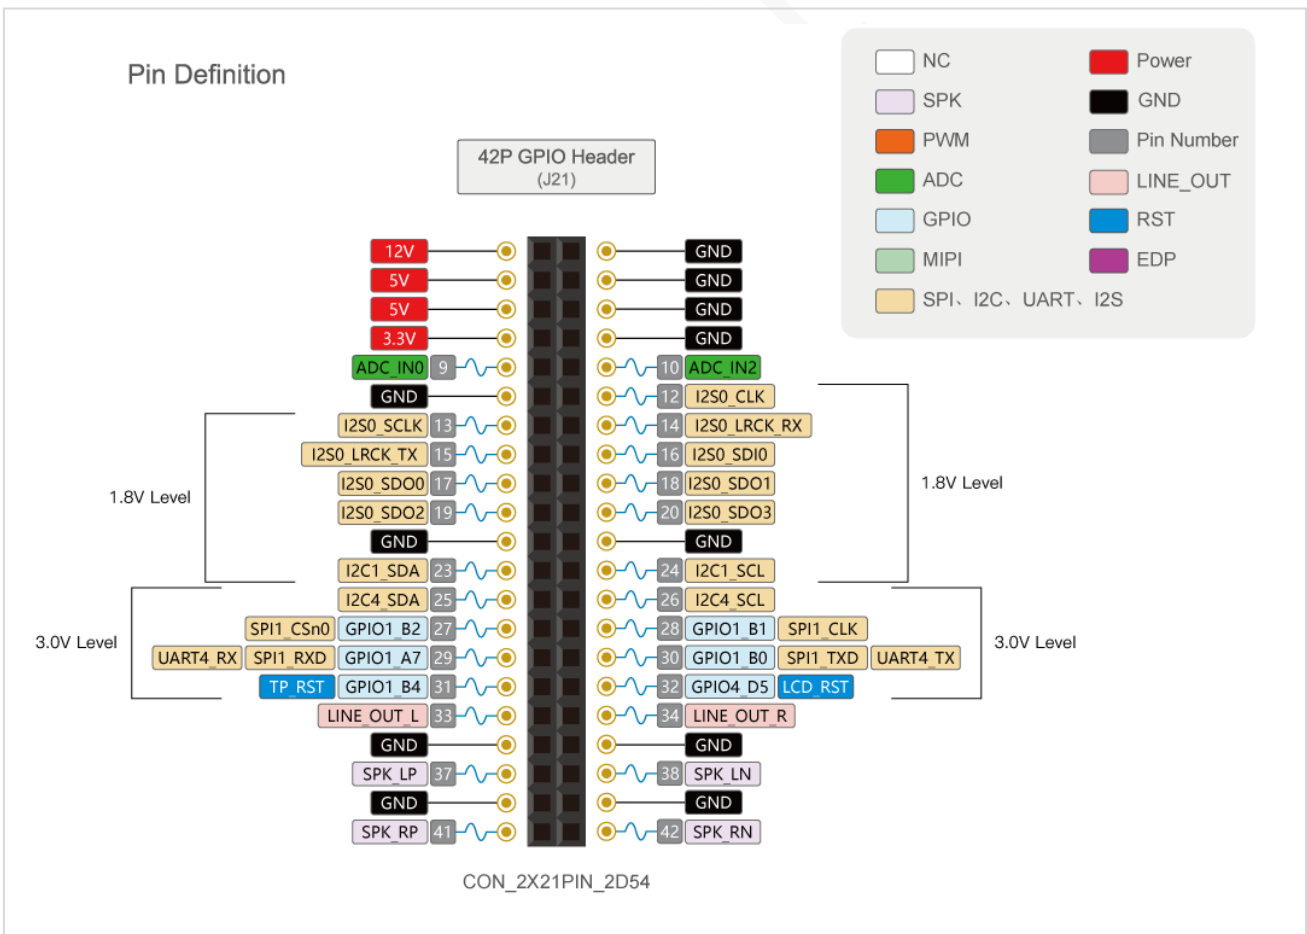 Pin Definition
NC
Power
SPK
GND
PWM
Pin Number
ADC
LINE_OUT
GPIO
RST
MIPI
EDP
SPI、I2C、UART、I2S
42P GPIO Header
(J21)
12V GND
5V GND
5V GND
3.3V GND
ADC_IN0 9 10 ADC_IN2
GND 12 I2S0_CLK
I2S0_SCLK 13 14 I2S0_LRCK_RX
I2S0_LRCK_TX 15 16 I2S0_SDI0
I2S0_SDO0 17 18 I2S0_SDO1
1.8V Level
1.8V Level
I2S0_SDO2 19 20 I2S0_SDO3
GND GND
I2C1_SDA 23 24 I2C1_SCL
I2C4_SDA 25 26 I2C4_SCL
SPI1_CSn0 GPIO1_B2 27 28 GPIO1_B1 SPI1_CLK
3.0V Level
3.0V Level
UART4_RX SPI1_RXD GPIO1_A7 29 30 GPIO1_B0 SPI1_TXD UART4_TX
TP_RST GPIO1_B4 31 32 GPIO4_D5 LCD_RST
LINE_OUT_L 33 34 LINE_OUT_R
GND GND
SPK_LP 37 38 SPK_LN
GND GND
SPK_RP 41 42 SPK_RN
CON_2X21PIN_2D54